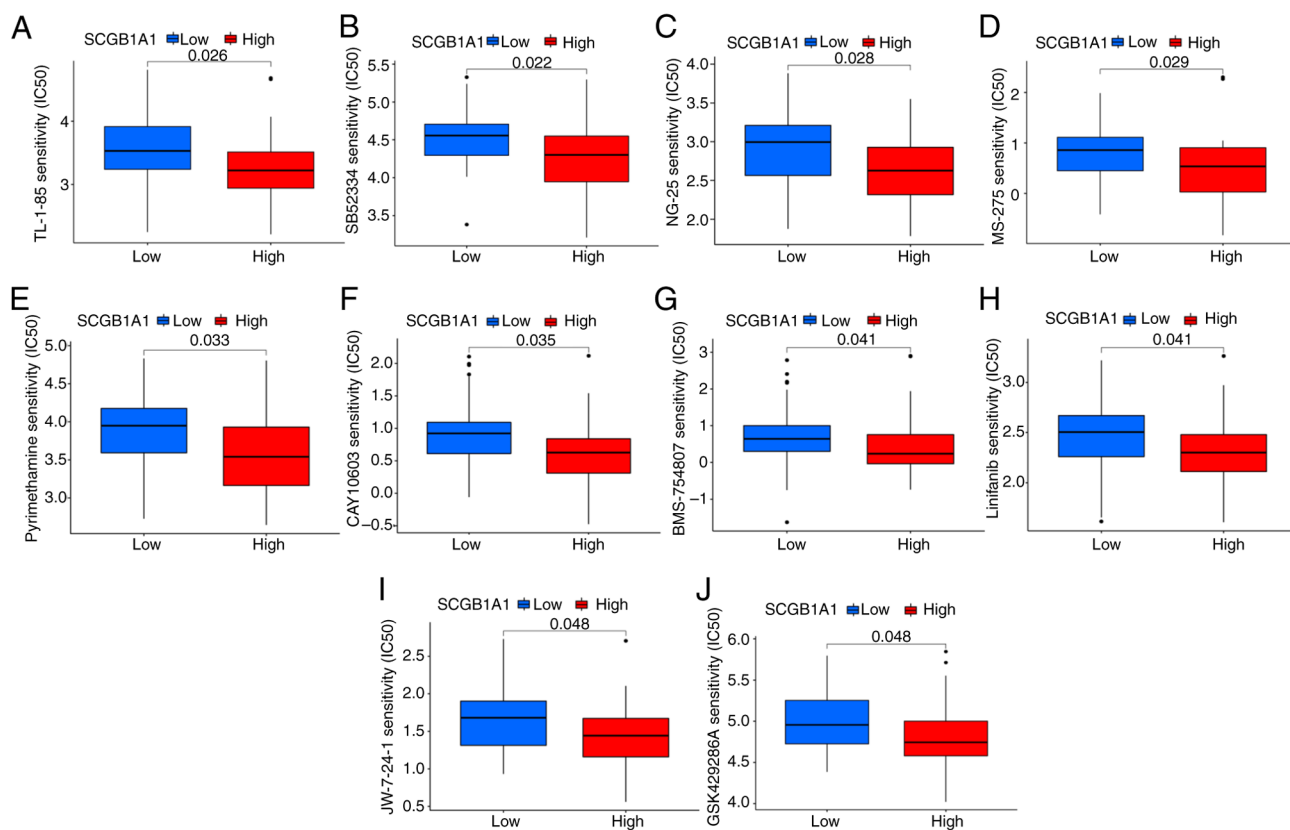 A
SCGB1A1 Low High
0.026
TL-1-85 sensitivity (IC50)
4
3
Low High
B
SCGB1A1 Low High
0.022
SB52334 sensitivity (IC50)
5.5
5.0
4.5
4.0
3.5
Low High
C
SCGB1A1 Low High
0.028
NG-25 sensitivity (IC50)
4.0
3.5
3.0
2.5
2.0
Low High
D
SCGB1A1 Low High
0.029
MS-275 sensitivity (IC50)
2
1
0
Low High
E
SCGB1A1 Low High
0.033
Pyrimethamine sensitivity (IC50)
5.0
4.0
3.5
3.0
Low High
F
SCGB1A1 Low High
0.035
CAY10603 sensitivity (IC50)
2.0
1.5
1.0
0.5
0.0
−0.5
Low High
G
SCGB1A1 Low High
0.041
BMS-754807 sensitivity (IC50)
3
2
1
0
−1
Low High
H
SCGB1A1 Low High
0.041
Linifanib sensitivity (IC50)
3.0
2.5
2.0
Low High
I
SCGB1A1 Low High
0.048
JW-7-24-1 sensitivity (IC50)
2.5
2.0
1.5
1.0
0.5
Low High
J
SCGB1A1 Low High
0.048
GSK429286A sensitivity (IC50)
6.0
5.5
5.0
4.5
4.0
Low High